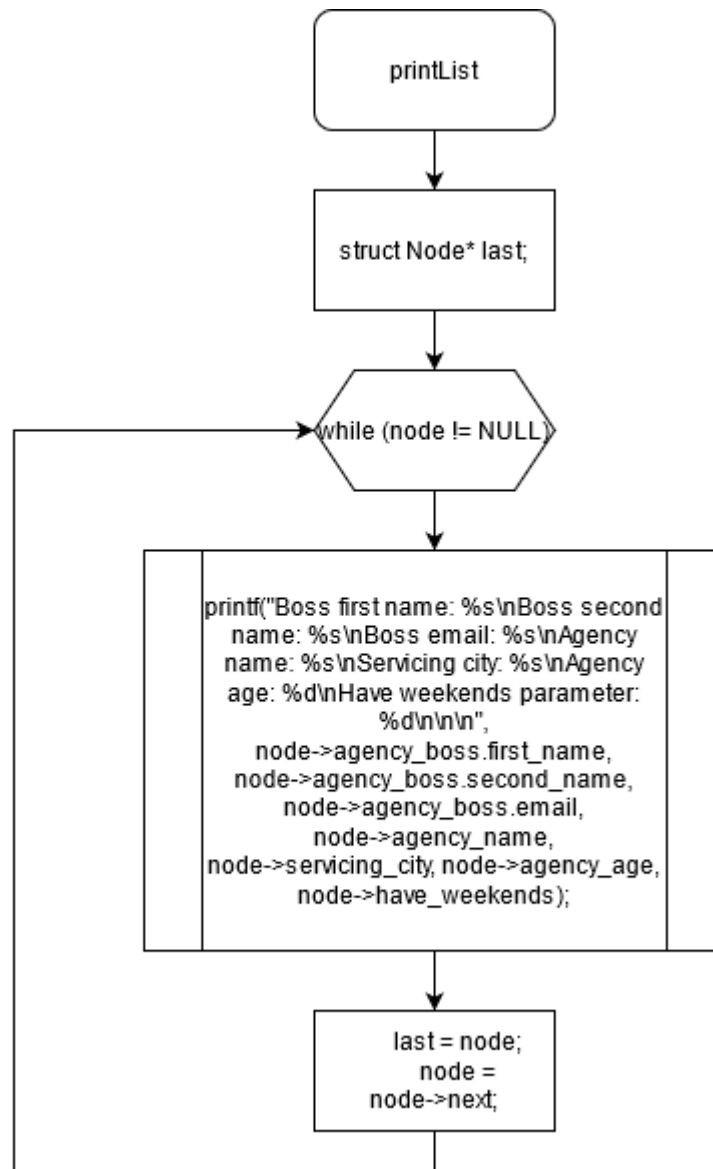 printList
struct Node* last;
while (node != NULL)
printf("Boss first name: %s\nBoss second
name: %s\nBoss email: %s\nAgency
name: %s\nServicing city: %s\nAgency
age: %d\nHave weekends parameter:
%d\n\n\n",
node->agency_boss.first_name,
node->agency_boss.second_name,
node->agency_boss.email,
node->agency_name,
node->servicing_city, node->agency_age,
node->have_weekends);
last = node;
node =
node->next;